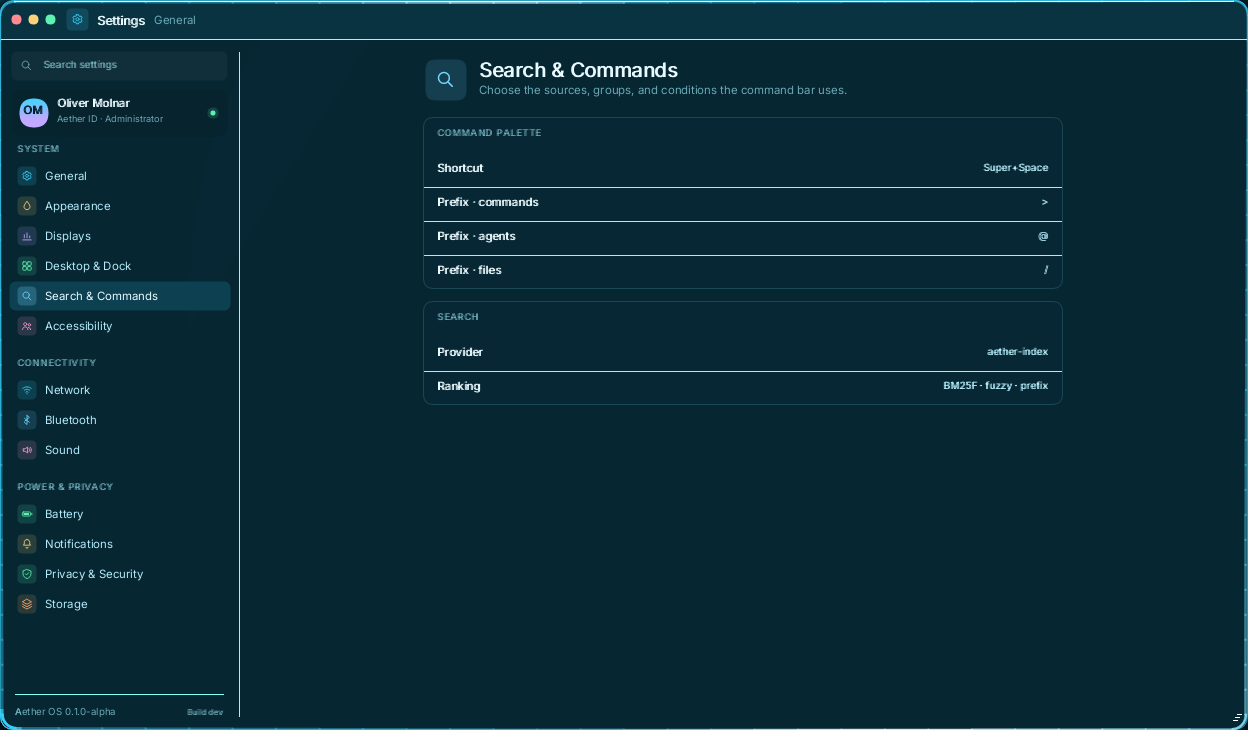 Settings General
Search settings
OM
Oliver Molnar
Aether ID · Administrator
SYSTEM
General
Appearance
Displays
Desktop & Dock
Search & Commands
Accessibility
CONNECTIVITY
Network
Bluetooth
Sound
POWER & PRIVACY
Battery
Notifications
Privacy & Security
Storage
Aether OS 0.1.0-alpha Build dev
Search & Commands
Choose the sources, groups, and conditions the command bar uses.
COMMAND PALETTE
Shortcut Super+Space
Prefix · commands >
Prefix · agents @
Prefix · files /
SEARCH
Provider aether-index
Ranking BM25F · fuzzy · prefix